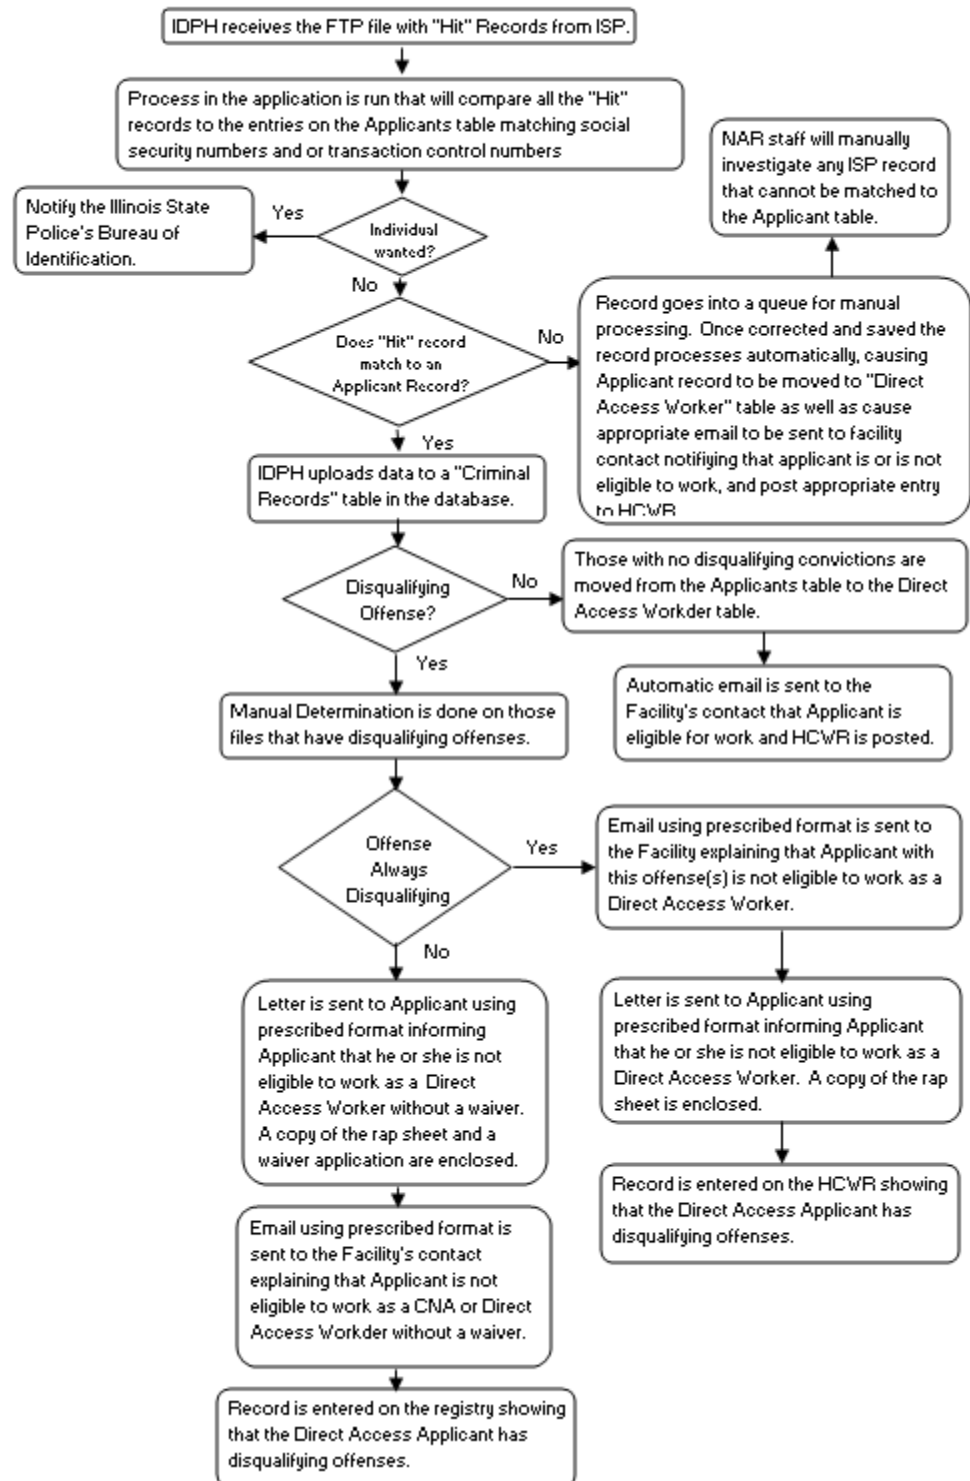 IDPH receives the FTP file with "Hit" Records from ISP.
Process in the application is run that will compare all the "Hit"
records to the entries on the Applicants table matching social
security numbers and or transaction control numbers
NAR staff will manually
investigate any ISP record
that cannot be matched to
the Applicant table.
Notify the Illinois State
Police's Bureau of
Identification.
Yes
Individual
wanted?
No
Does "Hit" record
match to an
Applicant Record?
No
Record goes into a queue for manual
processing. Once corrected and saved the
record processes automatically, causing
Applicant record to be moved to "Direct
Access Worker" table as well as cause
appropriate email to be sent to facility
contact notifiying that applicant is or is not
eligible to work, and post appropriate entry
to HCWR
Yes
IDPH uploads data to a "Criminal
Records" table in the database.
Disqualifying
Offense?
No
Those with no disqualifying convictions are
moved from the Applicants table to the Direct
Access Workder table.
Yes
Automatic email is sent to the
Facility's contact that Applicant is
eligible for work and HCWR is posted.
Manual Determination is done on those
files that have disqualifying offenses.
Offense
Always
Disqualifying
Yes
Email using prescribed format is sent to
the Facility explaining that Applicant with
this offense(s) is not eligible to work as a
Direct Access Worker.
No
Letter is sent to Applicant using
prescribed format informing
Applicant that he or she is not
eligible to work as a Direct
Access Worker without a waiver.
A copy of the rap sheet and a
waiver application are enclosed.
Letter is sent to Applicant using
prescribed format informing Applicant
that he or she is not eligible to work as a
Direct Access Worker. A copy of the rap
sheet is enclosed.
Record is entered on the HCWR showing
that the Direct Access Applicant has
disqualifying offenses.
Email using prescribed format is
sent to the Facility's contact
explaining that Applicant is not
eligible to work as a CNA or Direct
Access Workder without a waiver.
Record is entered on the registry showing
that the Direct Access Applicant has
disqualifying offenses.